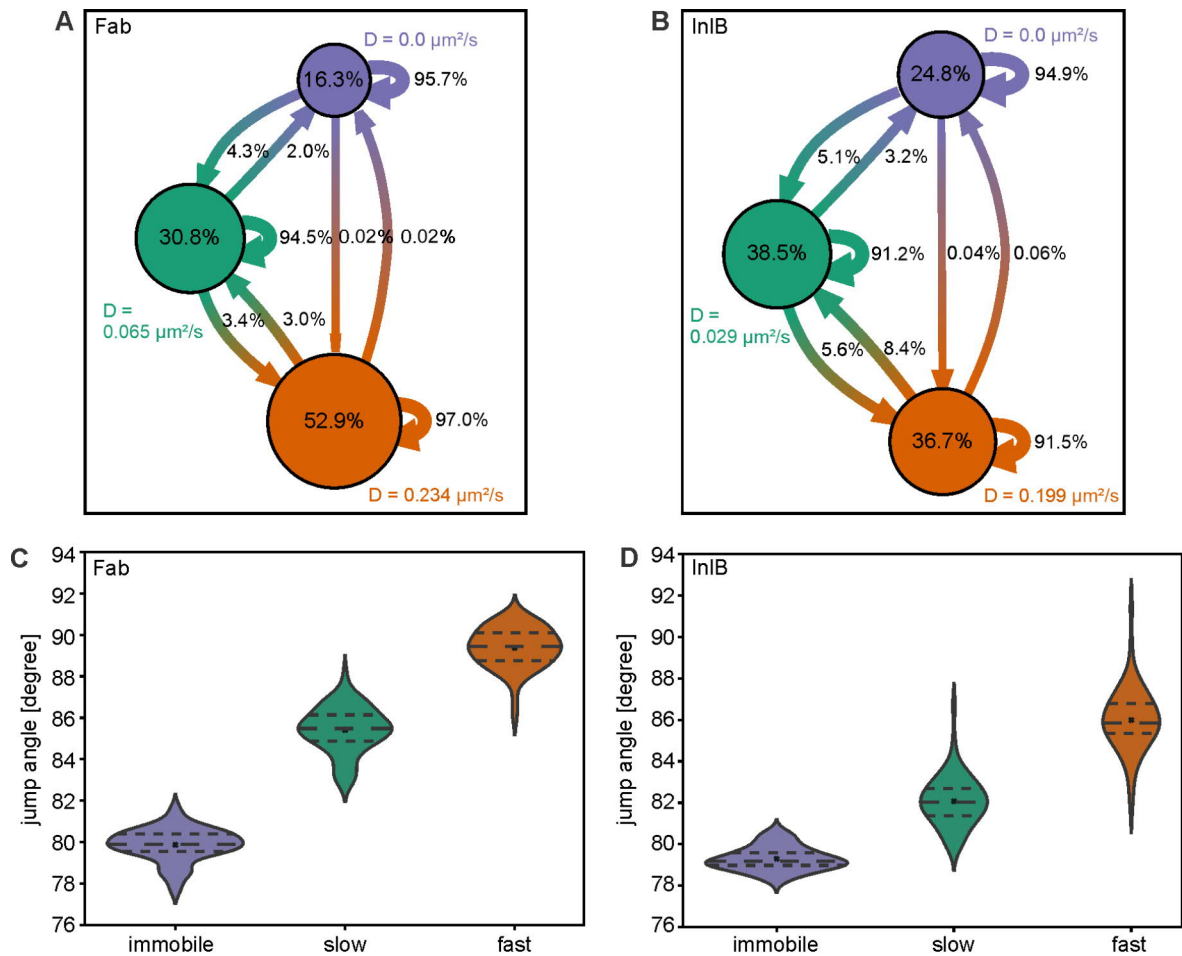 A
Fab
D = 0.0 µm²/s
16.3%
95.7%
4.3%
2.0%
30.8%
94.5%
0.02%
0.02%
D =
0.065 µm²/s
3.4%
3.0%
52.9%
97.0%
D = 0.234 µm²/s
B
InlB
D = 0.0 µm²/s
24.8%
94.9%
5.1%
3.2%
38.5%
91.2%
0.04%
0.06%
D =
0.029 µm²/s
5.6%
8.4%
36.7%
91.5%
D = 0.199 µm²/s
C
Fab
jump angle [degree]
94
92
90
88
86
84
82
80
78
76
immobile
slow
fast
D
InlB
jump angle [degree]
94
92
90
88
86
84
82
80
78
76
immobile
slow
fast